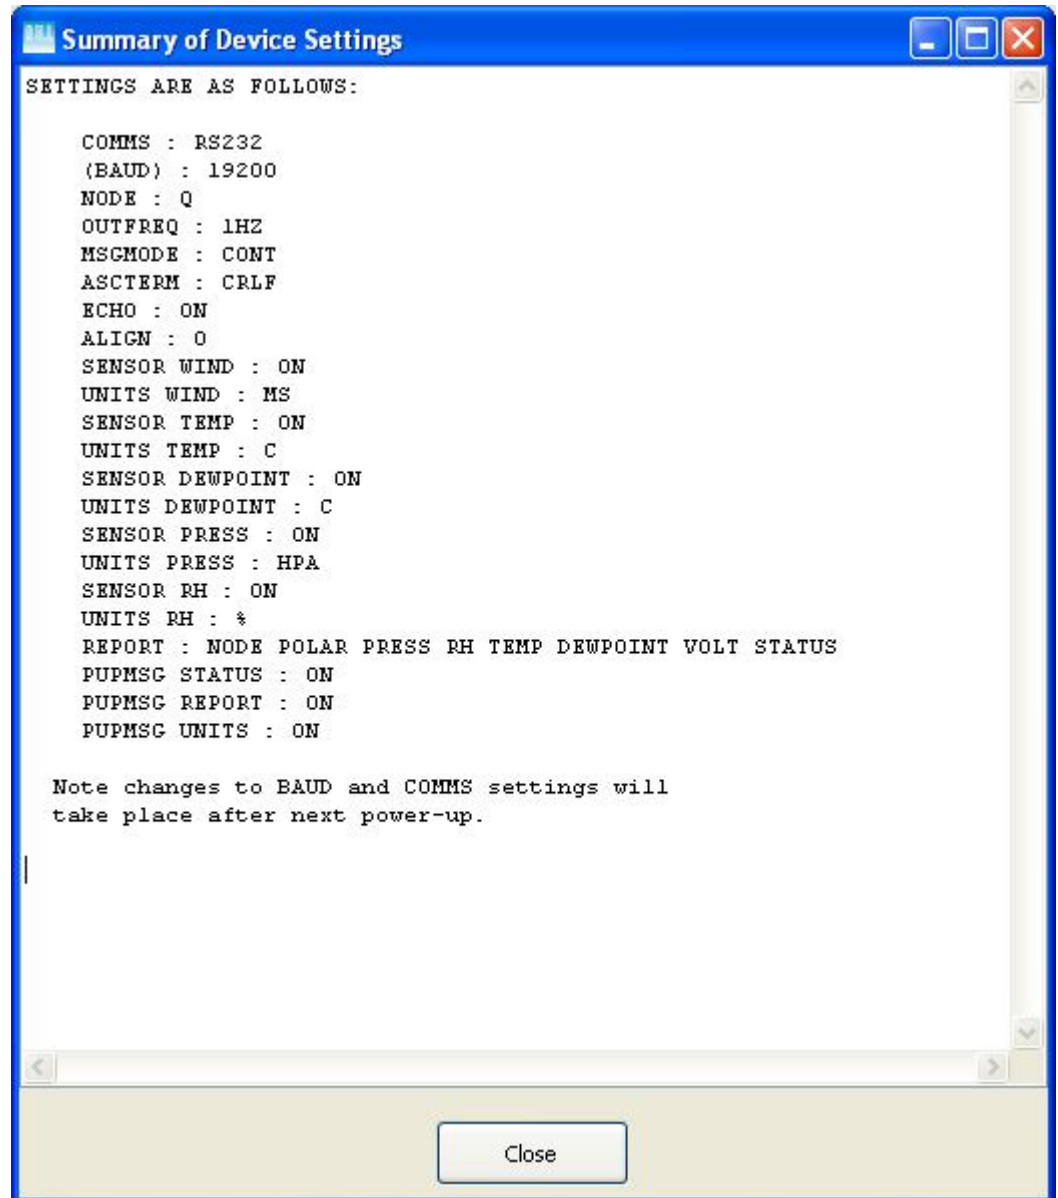 Summary of Device Settings
SETTINGS ARE AS FOLLOWS:
COMMS : RS232
(BAUD) : 19200
NODE : Q
OUTFREQ : 1HZ
MSGMODE : CONT
ASCTERM : CRLF
ECHO : ON
ALIGN : 0
SENSOR WIND : ON
UNITS WIND : MS
SENSOR TEMP : ON
UNITS TEMP : C
SENSOR DEWPOINT : ON
UNITS DEWPOINT : C
SENSOR PRESS : ON
UNITS PRESS : HPA
SENSOR RH : ON
UNITS RH : %
REPORT : NODE POLAR PRESS RH TEMP DEWPOINT VOLT STATUS
PUPMSG STATUS : ON
PUPMSG REPORT : ON
PUPMSG UNITS : ON
Note changes to BAUD and COMMS settings will
take place after next power-up.
Close